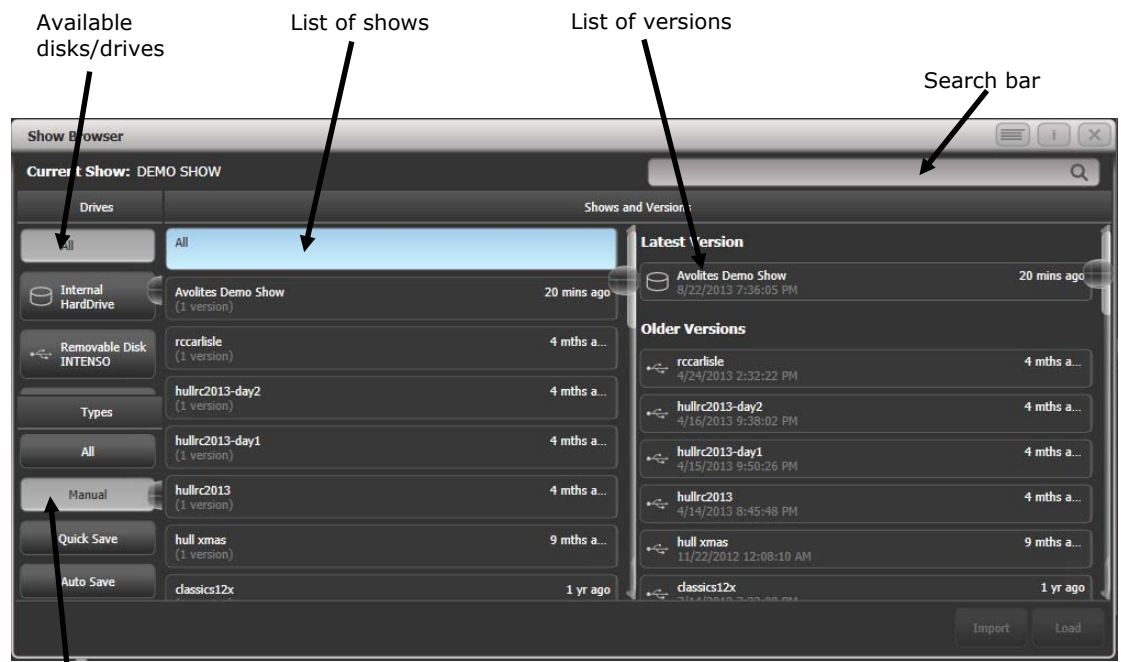 Available
disks/drives
List of shows
List of versions
Search bar
Show Browser
Current Show: DEMO SHOW
Drives
Shows and Versions
All
Internal
HardDrive
Removable Disk
INTENSO
Types
All
Manual
Quick Save
Auto Save
All
Avolites Demo Show
20 mins ago
(1 version)
rccarlisle
4 mths a...
(1 version)
hullrc2013-day2
4 mths a...
(1 version)
hullrc2013-day1
4 mths a...
(1 version)
hullrc2013
4 mths a...
(1 version)
hull xmas
9 mths a...
(1 version)
classics12x
1 yr ago
Latest Version
Avolites Demo Show
20 mins ago
8/22/2013 7:36:05 PM
Older Versions
rccarlisle
4 mths a...
4/24/2013 2:32:22 PM
hullrc2013-day2
4 mths a...
4/16/2013 9:38:02 PM
hullrc2013-day1
4 mths a...
4/15/2013 9:50:26 PM
hullrc2013
4 mths a...
4/14/2013 8:45:48 PM
hull xmas
9 mths a...
11/22/2012 12:08:10 AM
classics12x
1 yr ago
Import
Load